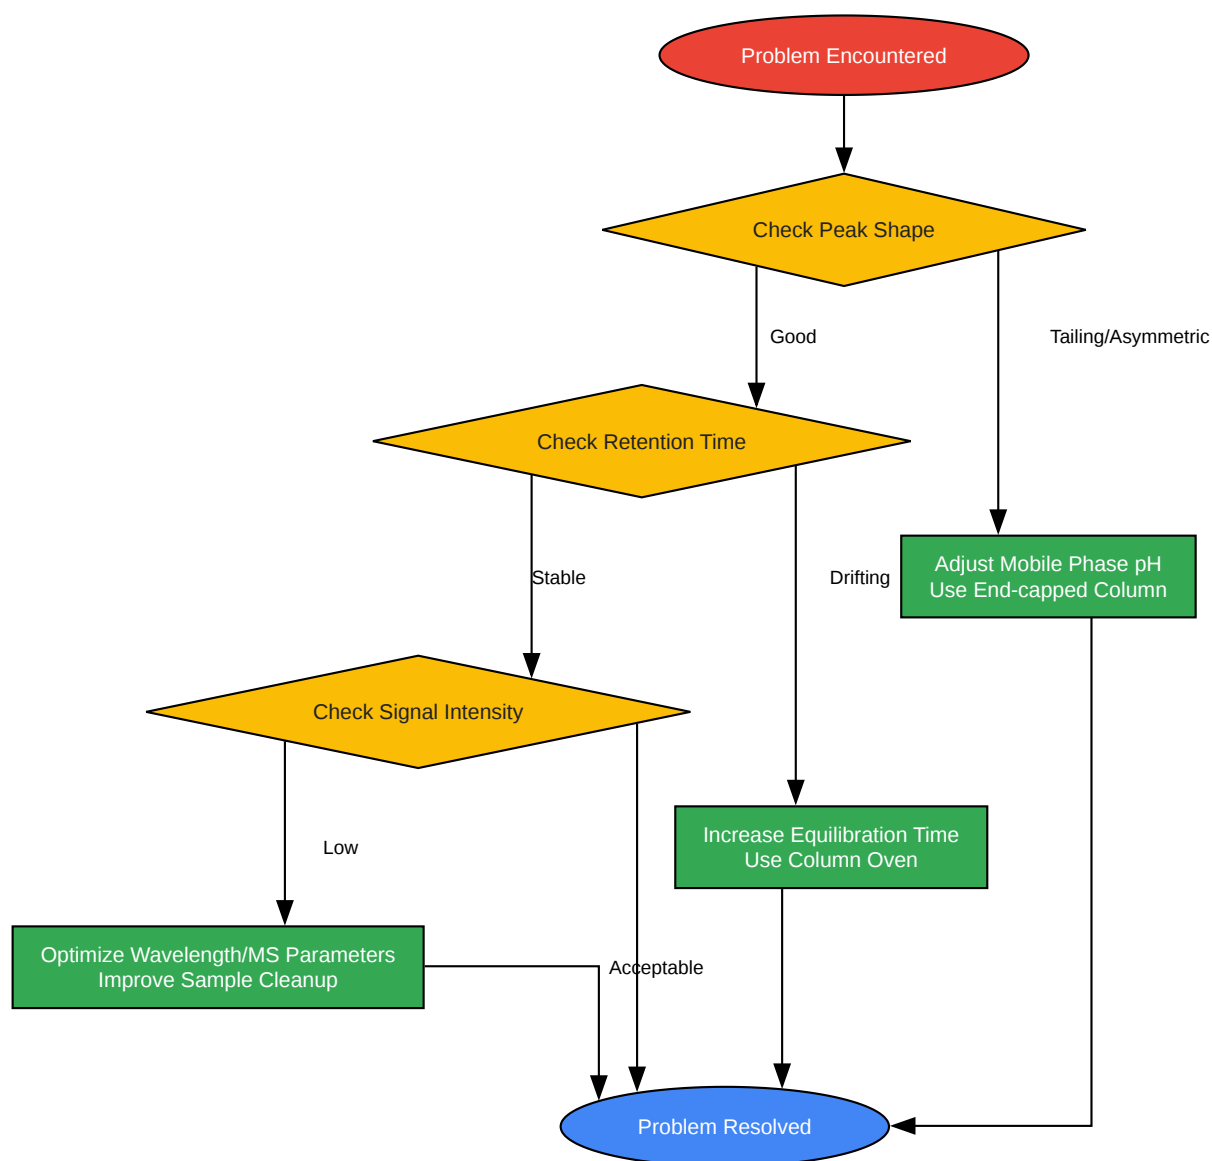 Problem Encountered
Check Peak Shape
Good
Tailing/Asymmetric
Check Retention Time
Stable
Drifting
Adjust Mobile Phase pH
Use End-capped Column
Check Signal Intensity
Low
Increase Equilibration Time
Use Column Oven
Optimize Wavelength/MS Parameters
Improve Sample Cleanup
Acceptable
Problem Resolved